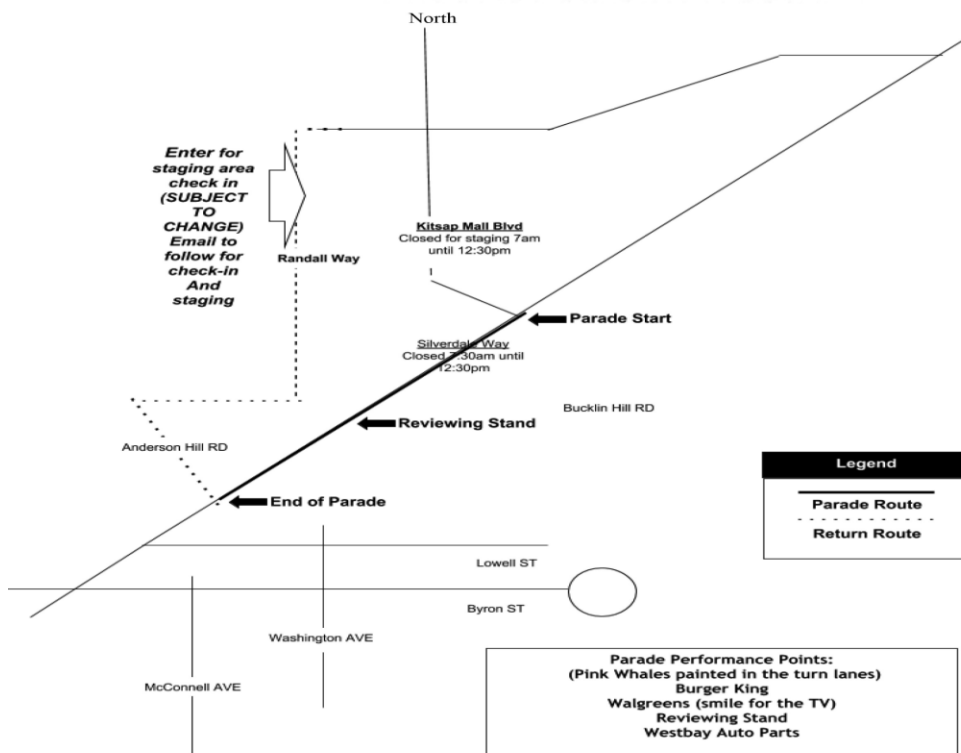 North
Enter for
staging area
check in
(SUBJECT
TO
CHANGE)
Email to
follow for
check-in
And
staging
Randall Way
Kitsap Mall Blvd
Closed for staging 7am
until 12:30pm
Parade Start
Silverdale Way
Closed 7:30am until
12:30pm
Bucklin Hill RD
Reviewing Stand
Anderson Hill RD
End of Parade
Legend
Parade Route
Return Route
Lowell ST
Byron ST
Washington AVE
McConnell AVE
Parade Performance Points:
(Pink Whales painted in the turn lanes)
Burger King
Walgreens (smile for the TV)
Reviewing Stand
Westbay Auto Parts